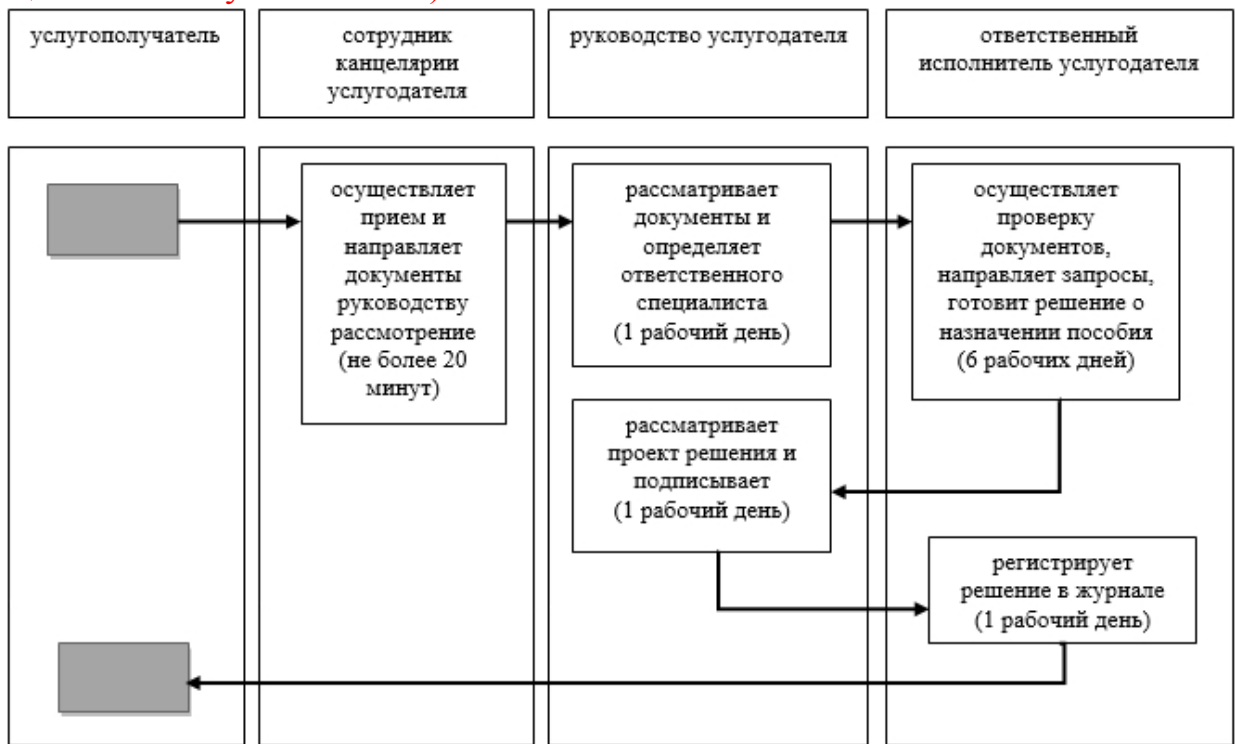 услугополучатель
сотрудник
канцелярии
услугодателя
руководство услугодателя
ответственный
исполнитель услугодателя
осуществляет
прием и
направляет
документы
руководству
рассмотрение
(не более 20
минут)
рассматривает
документы и
определяет
ответственного
специалиста
(1 рабочий день)
осуществляет
проверку
документов,
направляет запросы,
готовит решение о
назначении пособия
(6 рабочих дней)
рассматривает
проект решения и
подписывает
(1 рабочий день)
регистрирует
решение в журнале
(1 рабочий день)